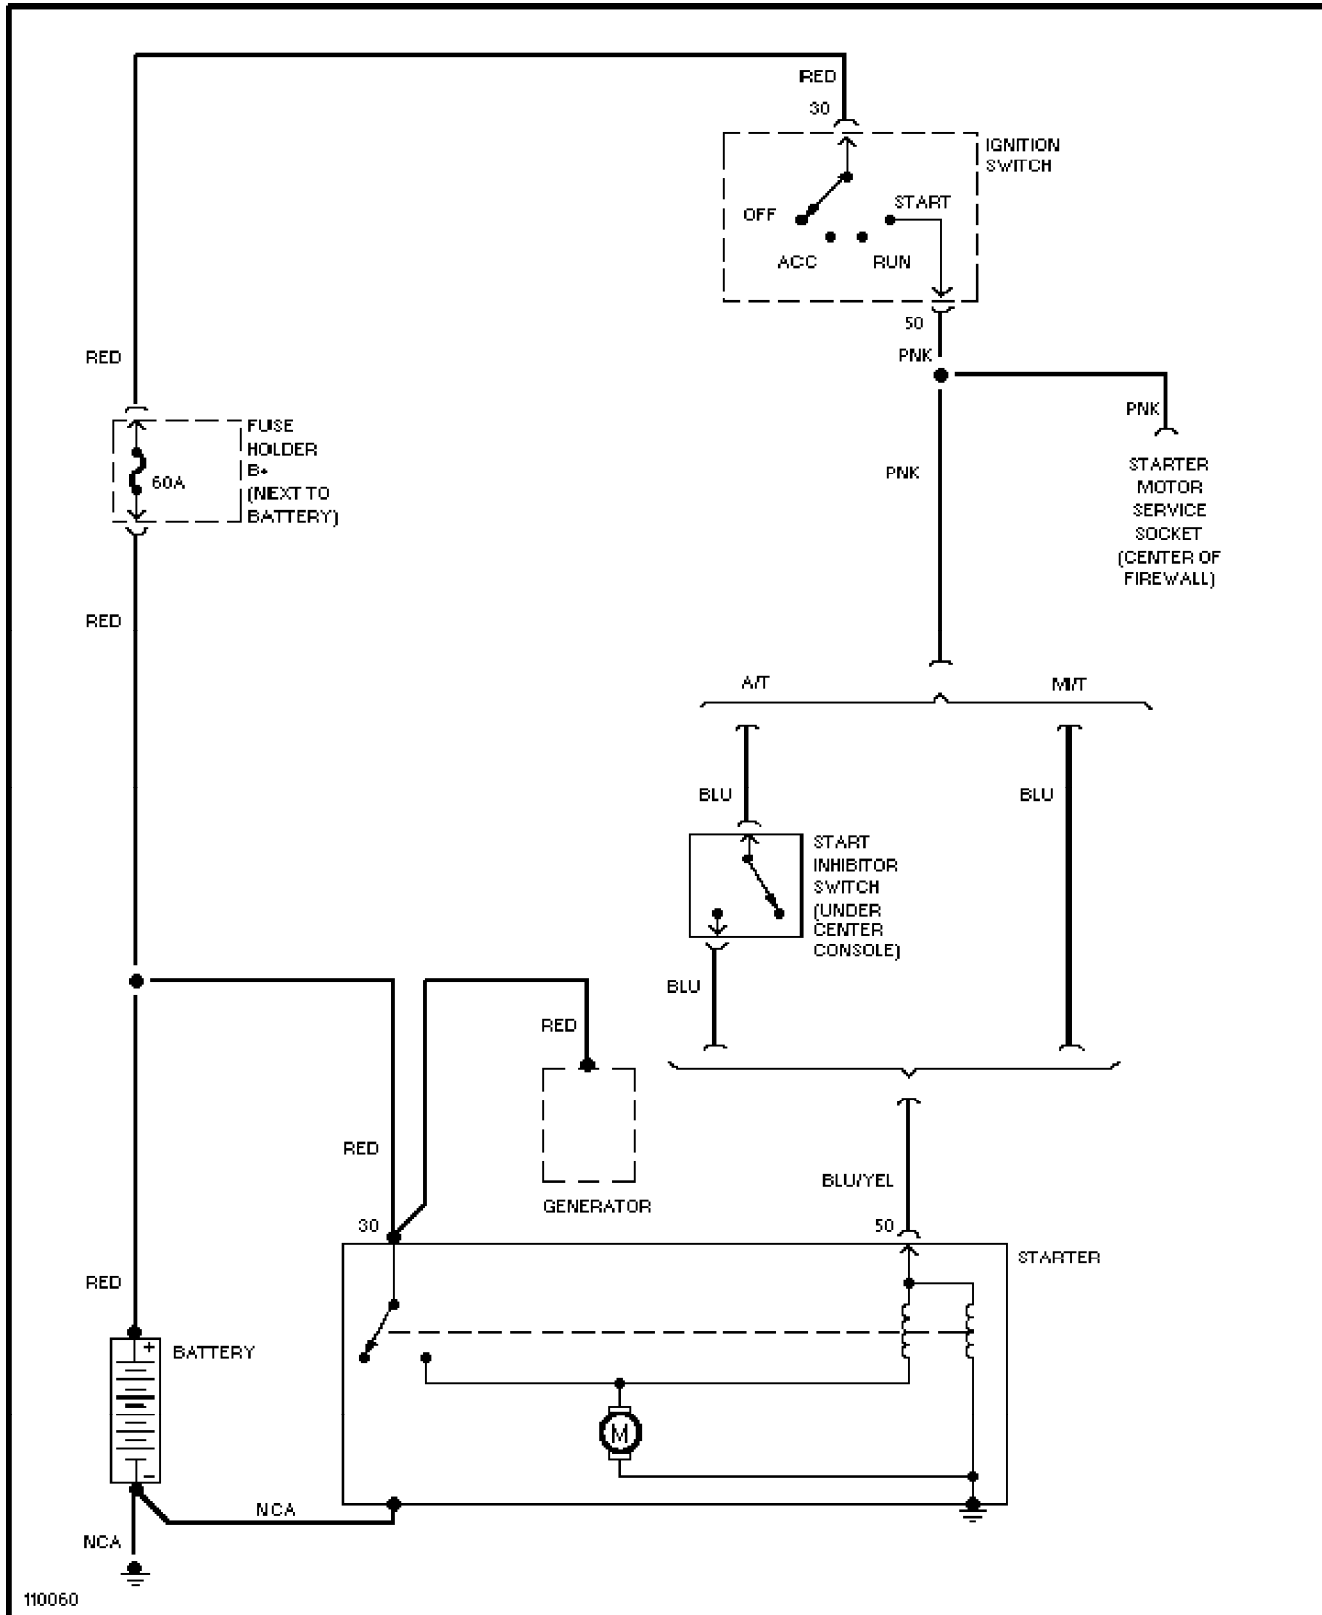 RED
30
IGNITION
SWITCH
OFF
START
ACC
RUN
50
PNK
RED
FUSE
HOLDER
B+
(NEXT TO
BATTERY)
60A
PNK
STARTER
MOTOR
SERVICE
SOCKET
(CENTER OF
FIREWALL)
PNK
RED
A/T
M/T
BLU
BLU
START
INHIBITOR
SWITCH
(UNDER
CENTER
CONSOLE)
BLU
RED
RED
GENERATOR
BLU/YEL
30
50
STARTER
RED
+
BATTERY
M
−
NCA
NCA
110060